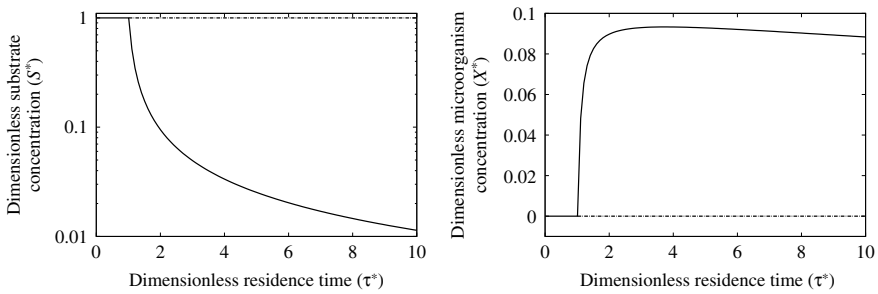 Dimensionless substrate
concentration (S*)
1
0.1
0.01
0 2 4 6 8 10
Dimensionless residence time (τ*)
Dimensionless microorganism
concentration (X*)
0.1
0.08
0.06
0.04
0.02
0
0 2 4 6 8 10
Dimensionless residence time (τ*)